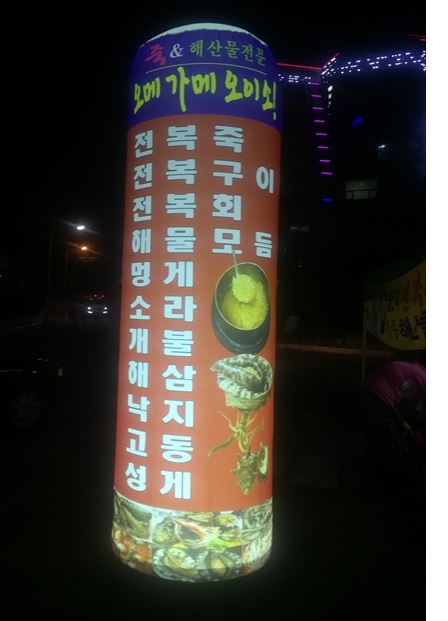 죽 & 해산물전문
오메 가메 오이소!
전복죽
전복구이
전복회
해물모듬
멍게
소라
개불
해삼
낙지
고동
성게